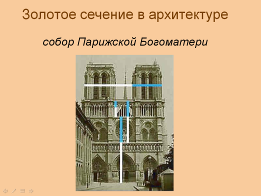 Золотое сечение в архитектуре
собор Парижской Богоматери